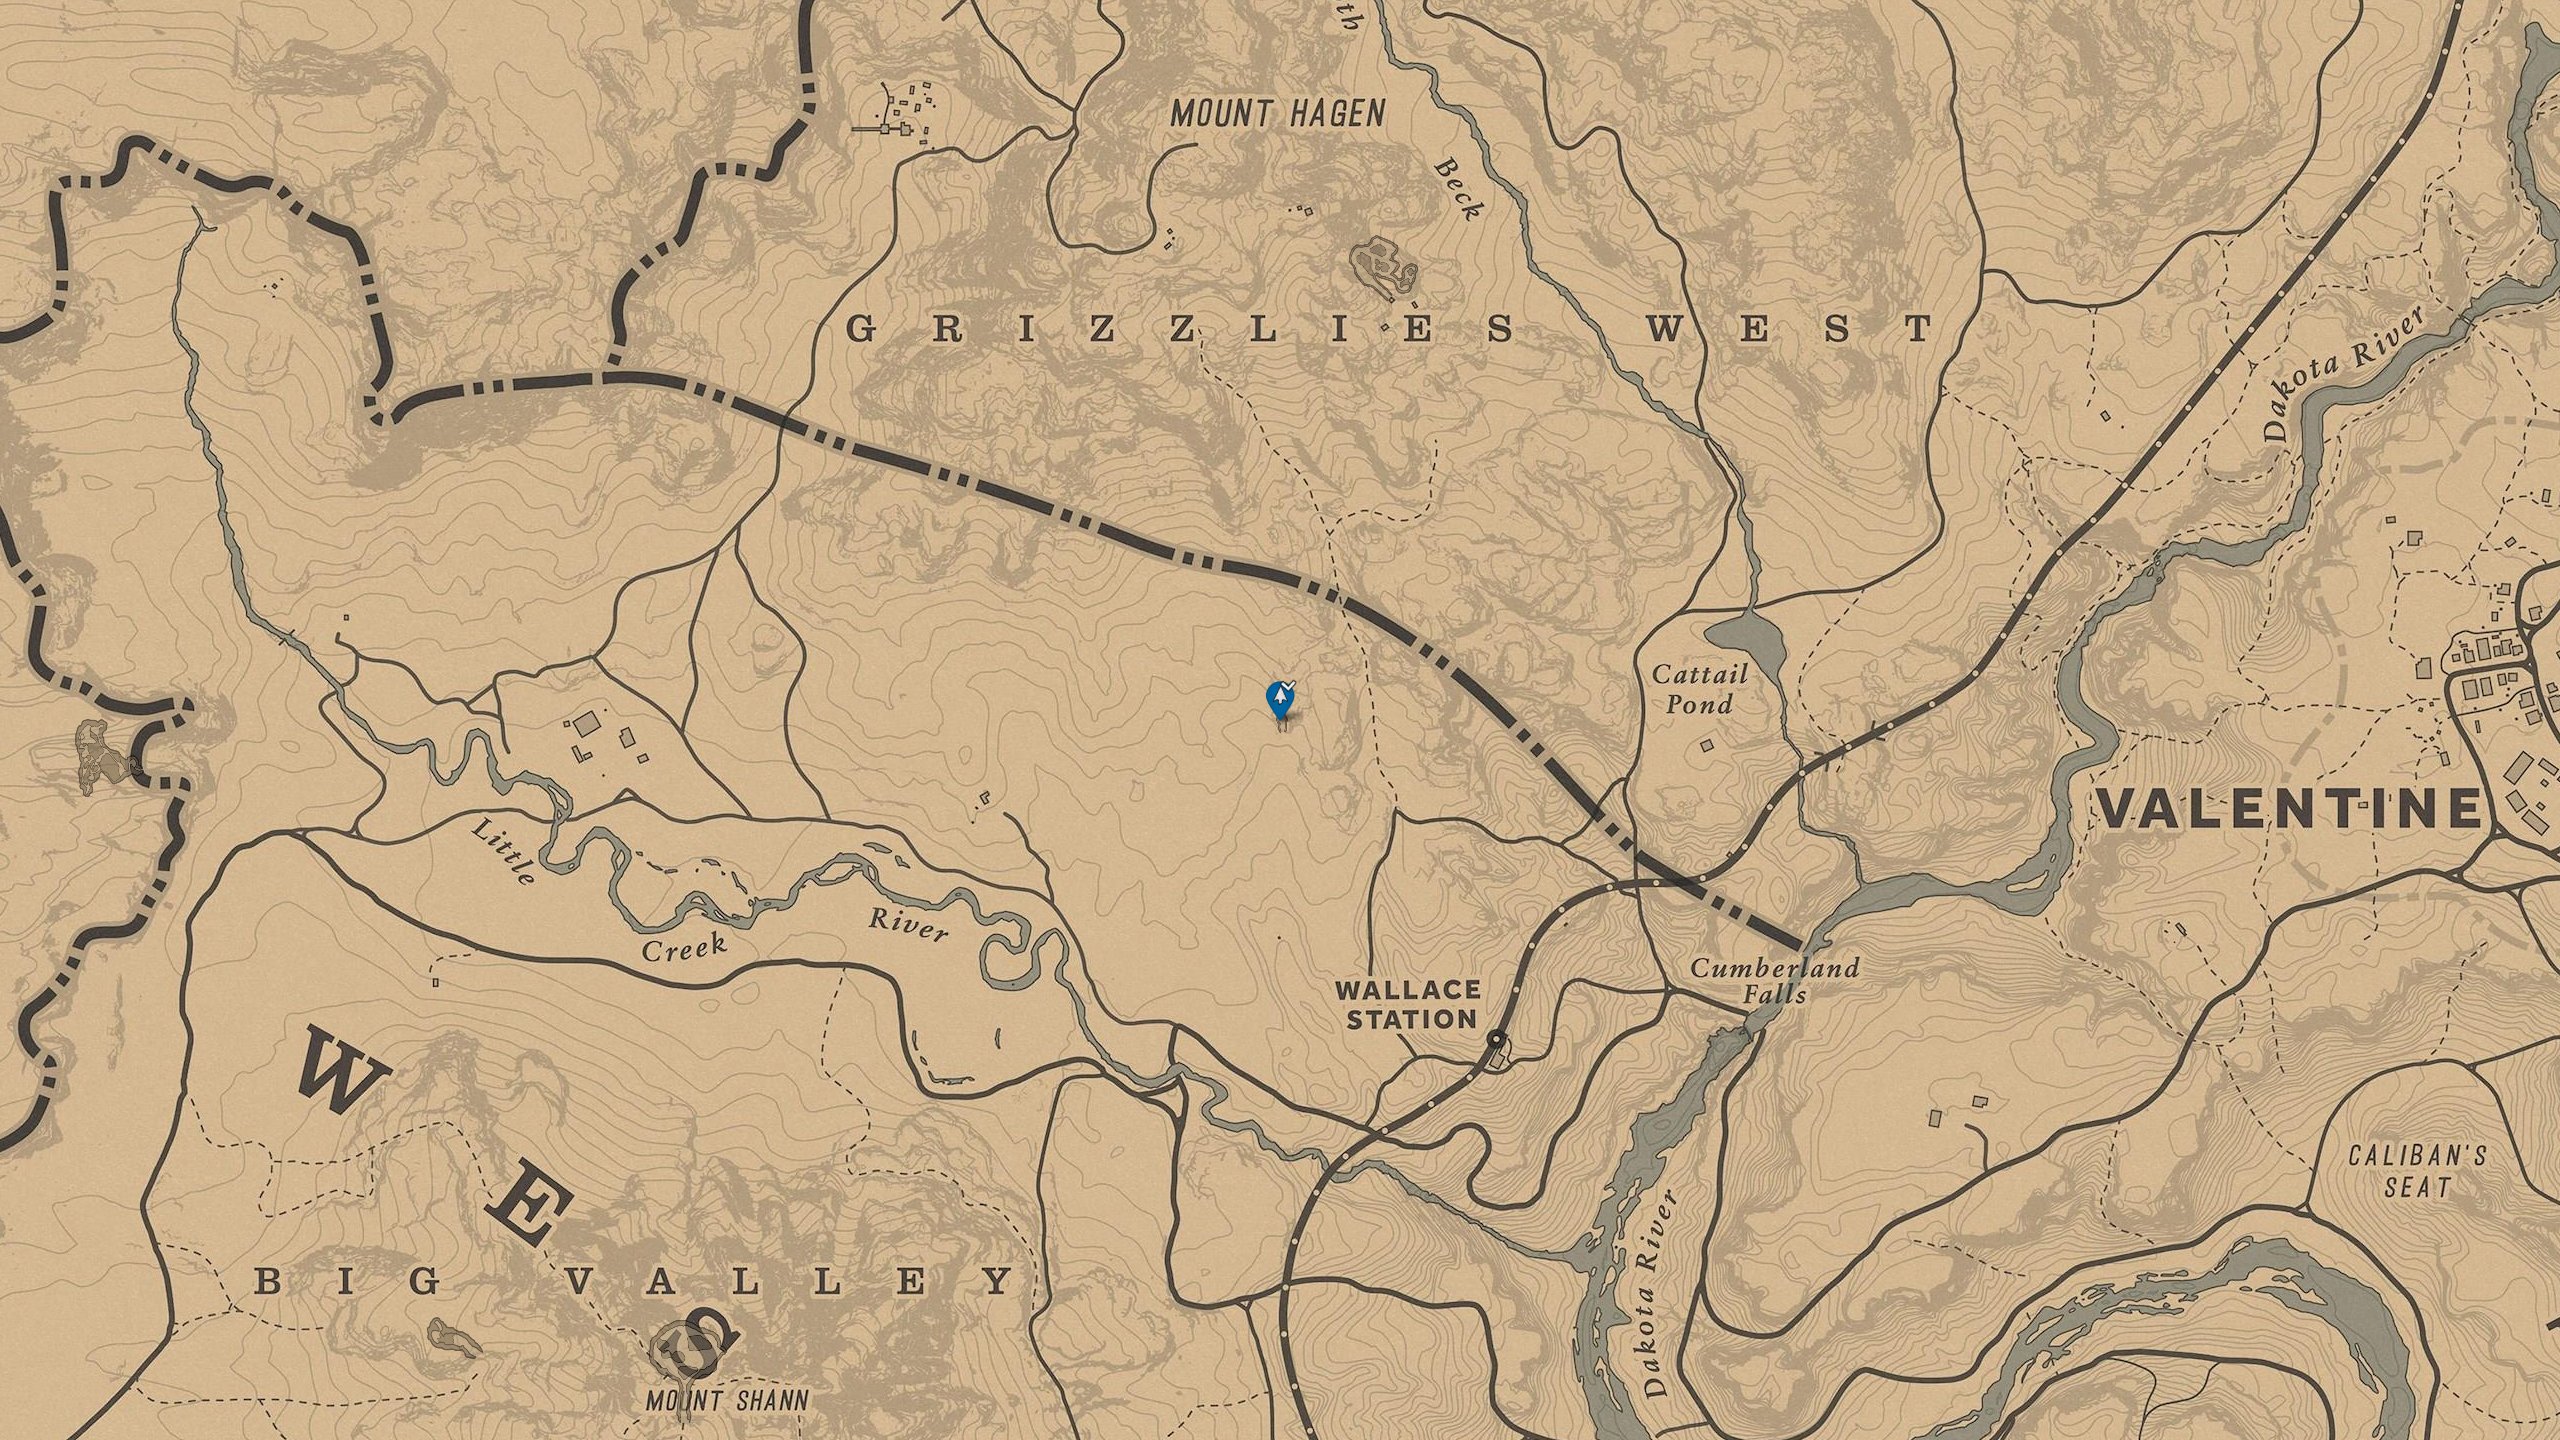 MOUNT HAGEN
Beck
GRIZZLIES WEST
Dakota River
Cattail
Pond
VALENTINE
Little
Creek
River
WALLACE
STATION
Cumberland
Falls
W
E
CALIBAN'S
SEAT
BIG VALLEY
Dakota River
MOUNT SHANN